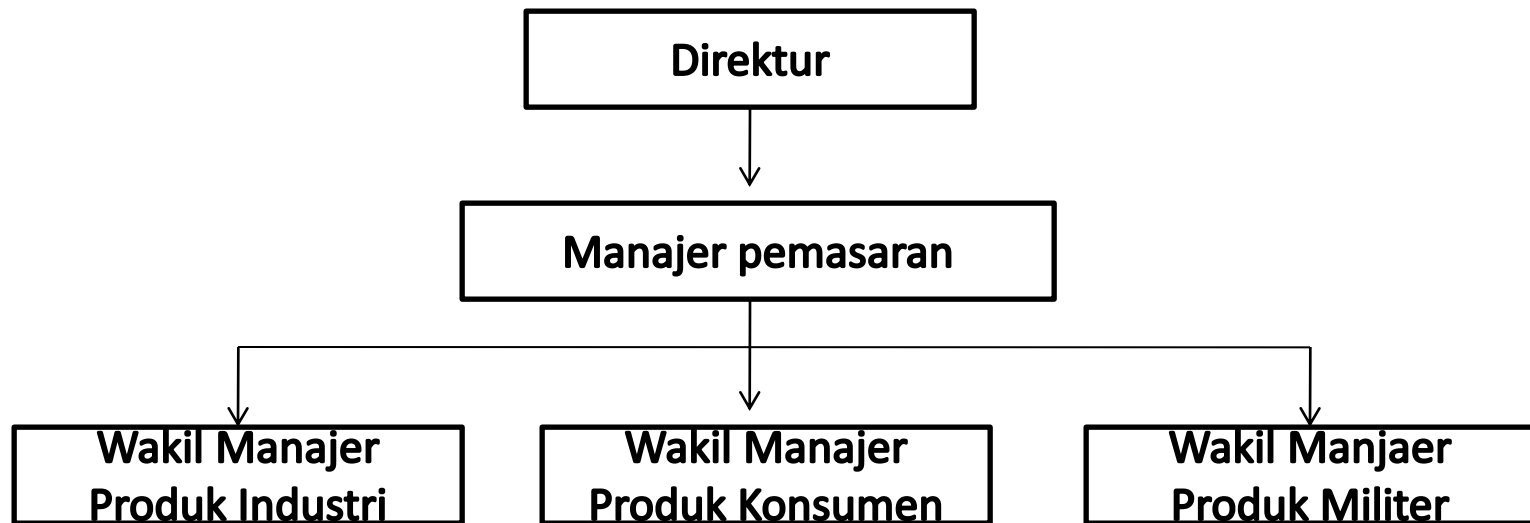 Direktur
Manajer pemasaran
Wakil Manajer
Produk Industri
Wakil Manajer
Produk Konsumen
Wakil Manjaer
Produk Militer